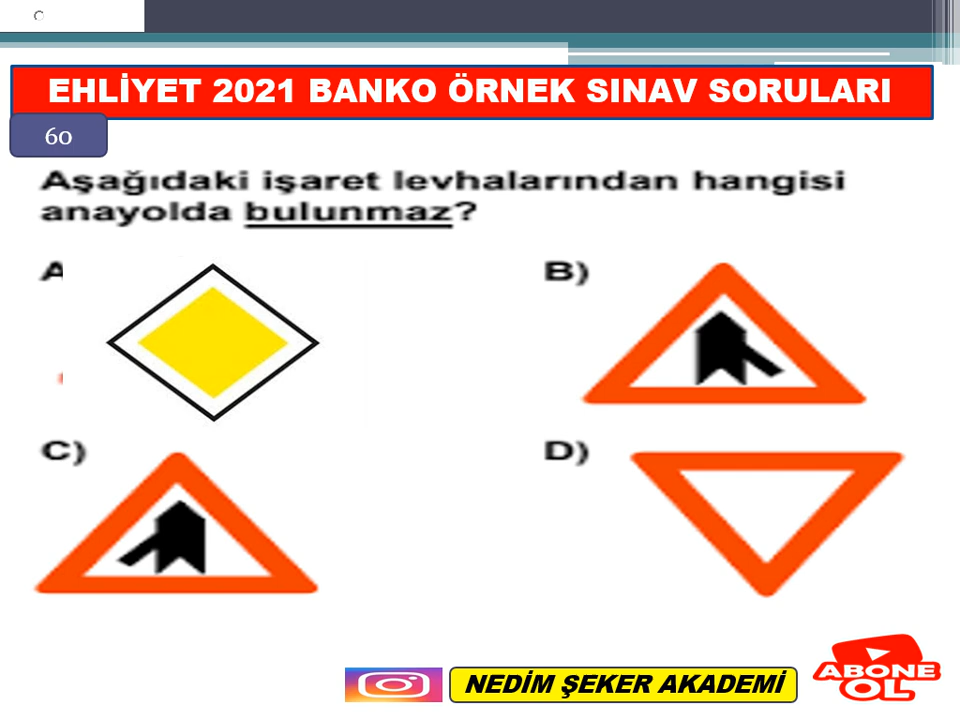 EHLİYET 2021 BANKO ÖRNEK SINAV SORULARI
60
Aşağıdaki işaret levhalarından hangisi
anayolda bulunmaz?
A
B)
C)
D)
NEDİM ŞEKER AKADEMİ
ABONE
OL